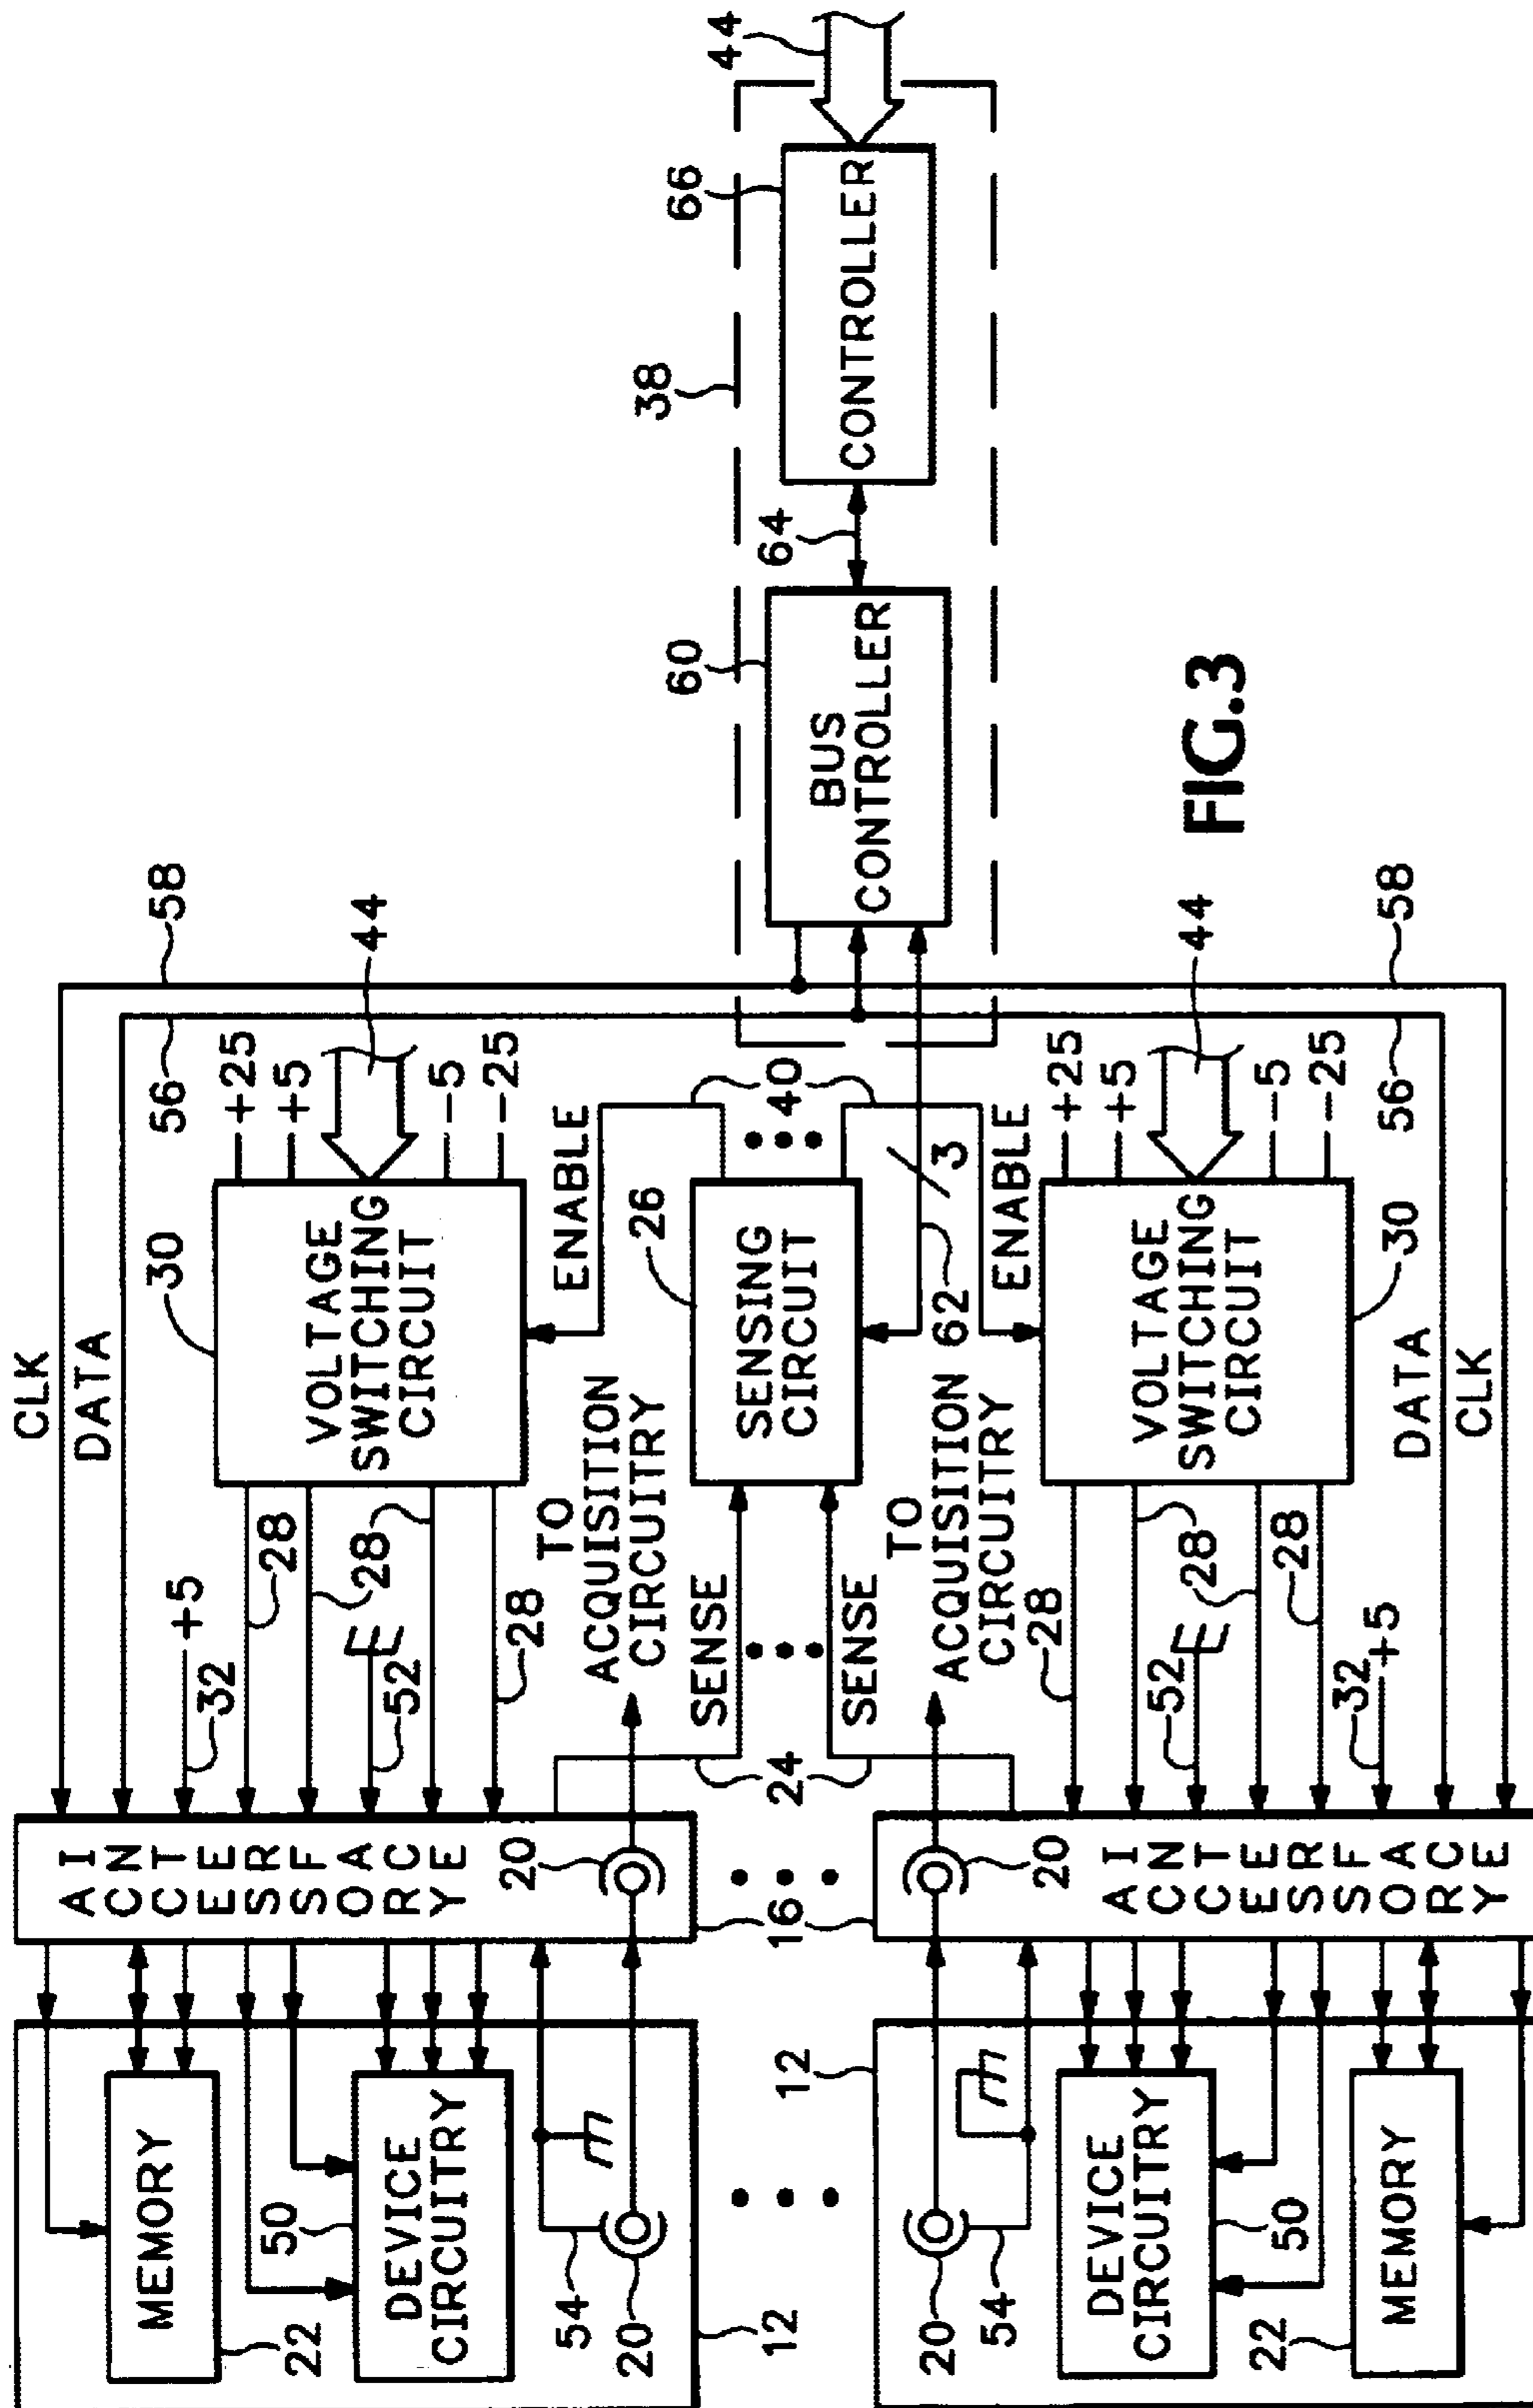 CLK
DATA
58
56
+25
+5
44
-5
-25
30
VOLTAGE
SWITCHING
CIRCUIT
+5
32
28
28
52
28
ENABLE
TO
ACQUISITION
CIRCUITRY
ACCESSORY
INTERFACE
20
16
MEMORY
22
50
DEVICE
CIRCUITRY
54
20
12
SENSE
24
SENSE
26
SENSING
CIRCUIT
40
3
62
ENABLE
TO
ACQUISITION
CIRCUITRY
38
60
BUS
CONTROLLER
64
66
CONTROLLER
44
12
20
54
DEVICE
CIRCUITRY
50
MEMORY
22
20
ACCESSORY
INTERFACE
28
52
28
28
32
+5
VOLTAGE
SWITCHING
CIRCUIT
30
+25
+5
44
-5
-25
DATA
CLK
56
58
FIG.3